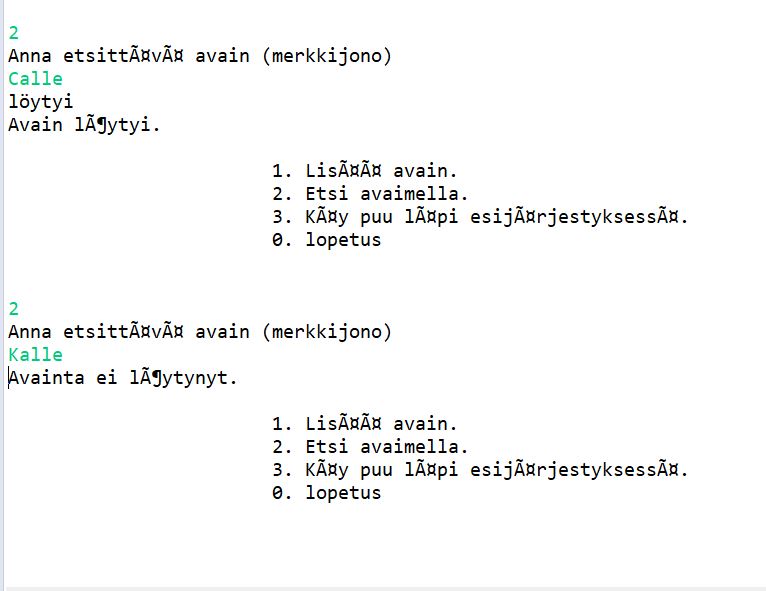 2
Anna etsittÃ¤vÃ¤ avain (merkkijono)
Calle
löytyi
Avain lÃ¶ytyi.
1. LisÃ¤Ã¤ avain.
2. Etsi avaimella.
3. KÃ¤y puu lÃ¤pi esijÃ¤rjestyksessÃ¤.
0. lopetus
2
Anna etsittÃ¤vÃ¤ avain (merkkijono)
Kalle
Avainta ei lÃ¶ytynyt.
1. LisÃ¤Ã¤ avain.
2. Etsi avaimella.
3. KÃ¤y puu lÃ¤pi esijÃ¤rjestyksessÃ¤.
0. lopetus